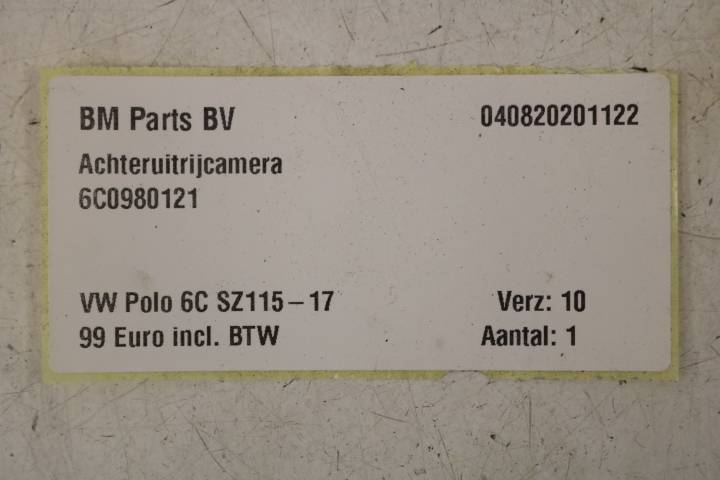 BM Parts BV 040820201122
Achteruitrijcamera
6C0980121
VW Polo 6C SZ115-17 Verz: 10
99 Euro incl. BTW Aantal: 1